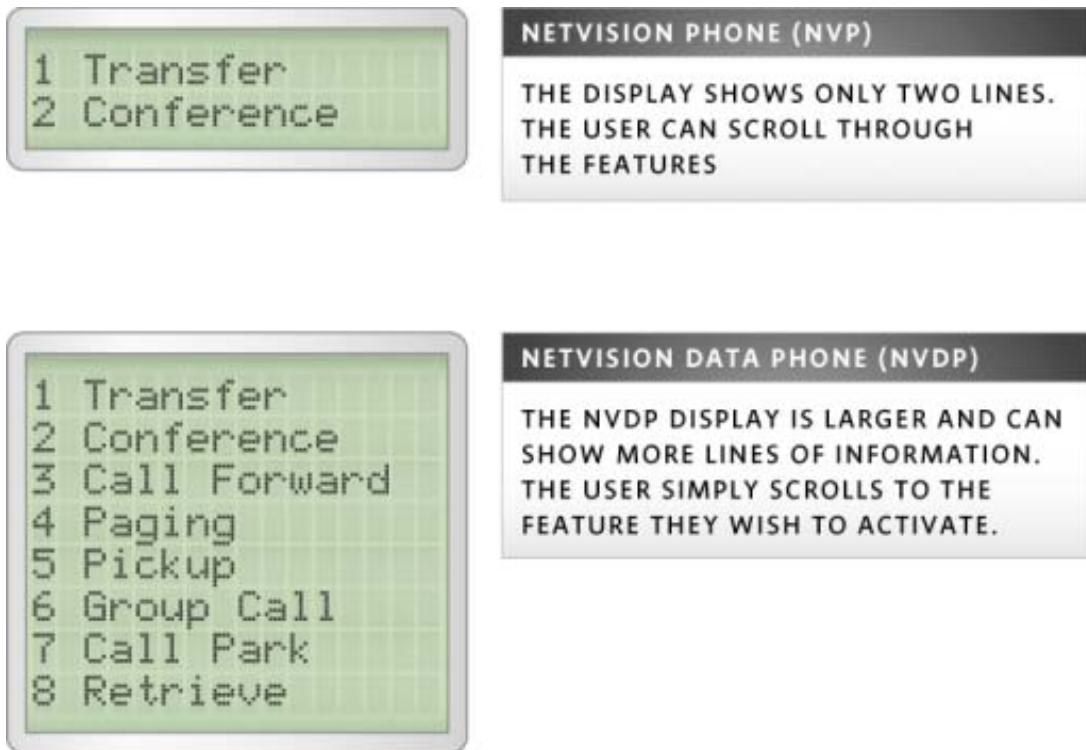 1 Transfer
2 Conference
NETVISION PHONE (NVP)
THE DISPLAY SHOWS ONLY TWO LINES.
THE USER CAN SCROLL THROUGH
THE FEATURES
1 Transfer
2 Conference
3 Call Forward
4 Paging
5 Pickup
6 Group Call
7 Call Park
8 Retrieve
NETVISION DATA PHONE (NVDP)
THE NVDP DISPLAY IS LARGER AND CAN
SHOW MORE LINES OF INFORMATION.
THE USER SIMPLY SCROLLS TO THE
FEATURE THEY WISH TO ACTIVATE.